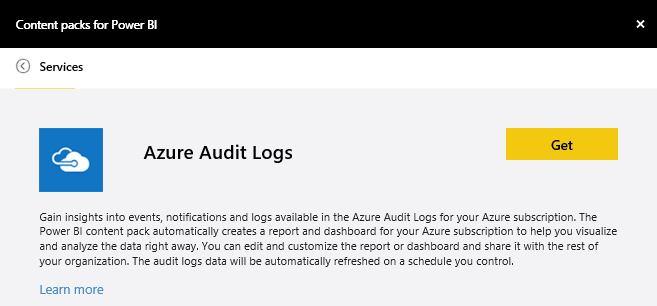 Content packs for Power BI
Services
Azure Audit Logs
Get
Gain insights into events, notifications and logs available in the Azure Audit Logs for your Azure subscription. The
Power BI content pack automatically creates a report and dashboard for your Azure subscription to help you visualize
and analyze the data right away. You can edit and customize the report or dashboard and share it with the rest of
your organization. The audit logs data will be automatically refreshed on a schedule you control.
Learn more